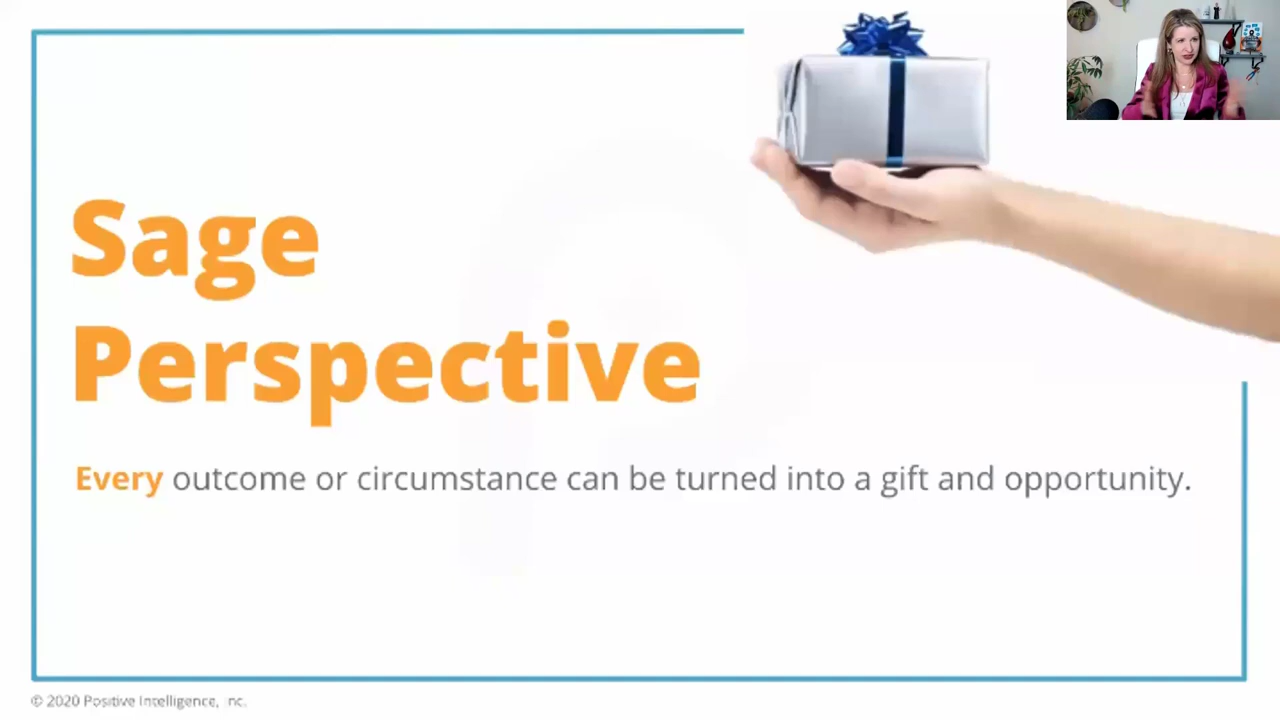 Sage
Perspective
Every outcome or circumstance can be turned into a gift and opportunity.
© 2020 Positive Intelligence, Inc.